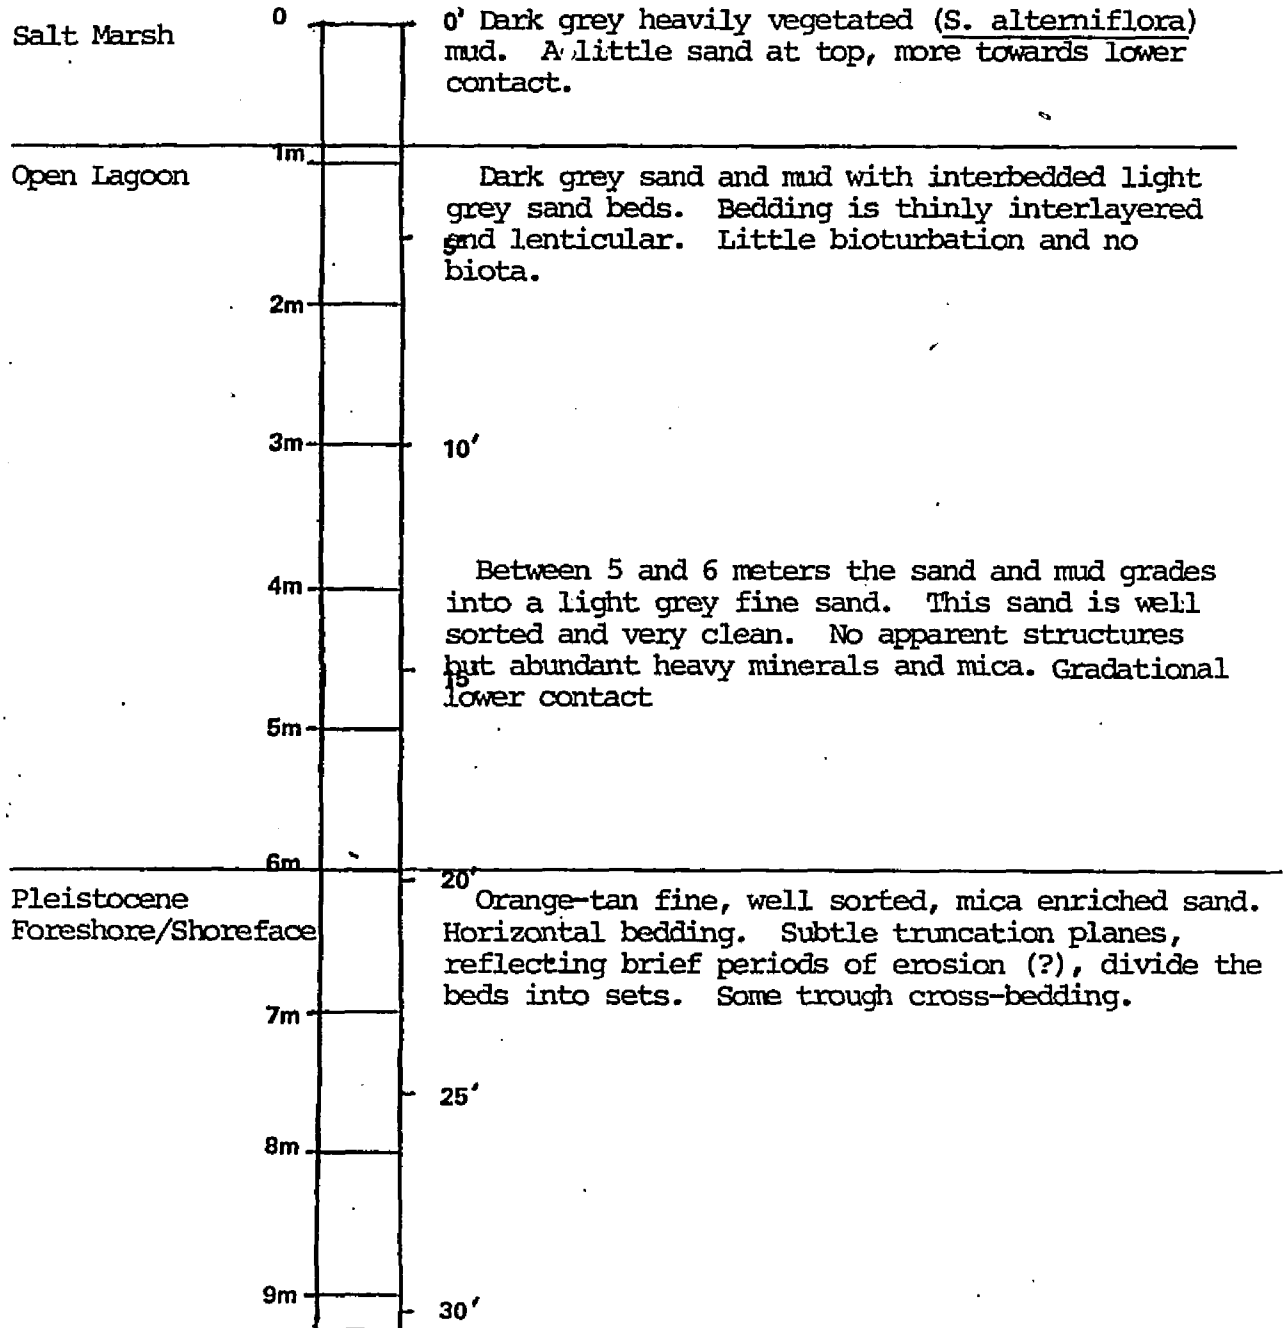 Salt Marsh
0
0' Dark grey heavily vegetated (S. alterniflora)
mud. A little sand at top, more towards lower
contact.
1m
Open Lagoon
Dark grey sand and mud with interbedded light
grey sand beds. Bedding is thinly interlayered
5'
and lenticular. Little bioturbation and no
biota.
2m
3m
10'
4m
Between 5 and 6 meters the sand and mud grades
into a light grey fine sand. This sand is well
sorted and very clean. No apparent structures
but abundant heavy minerals and mica. Gradational
15
lower contact
5m
6m
20'
Pleistocene
Foreshore/Shoreface
Orange-tan fine, well sorted, mica enriched sand.
Horizontal bedding. Subtle truncation planes,
reflecting brief periods of erosion (?), divide the
beds into sets. Some trough cross-bedding.
7m
25'
8m
9m
30'